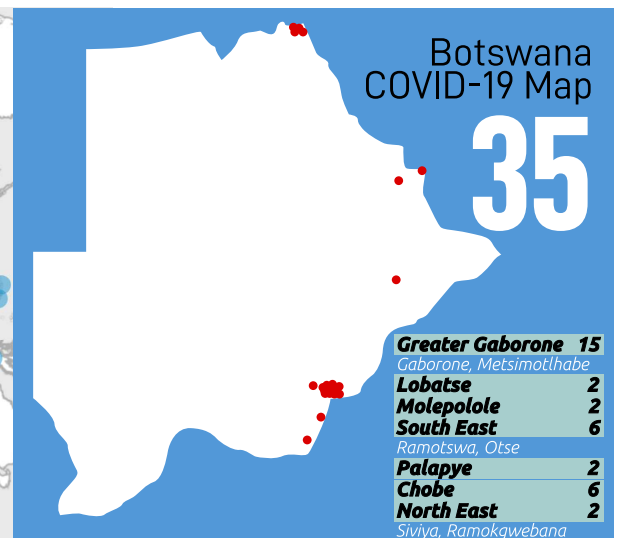 Botswana
COVID-19 Map
35
Greater Gaborone 15
Gaborone, Metsimotlhabe
Lobatse 2
Molepolole 2
South East 6
Ramotswa, Otse
Palapye 2
Chobe 6
North East 2
Siviya, Ramokgwebana